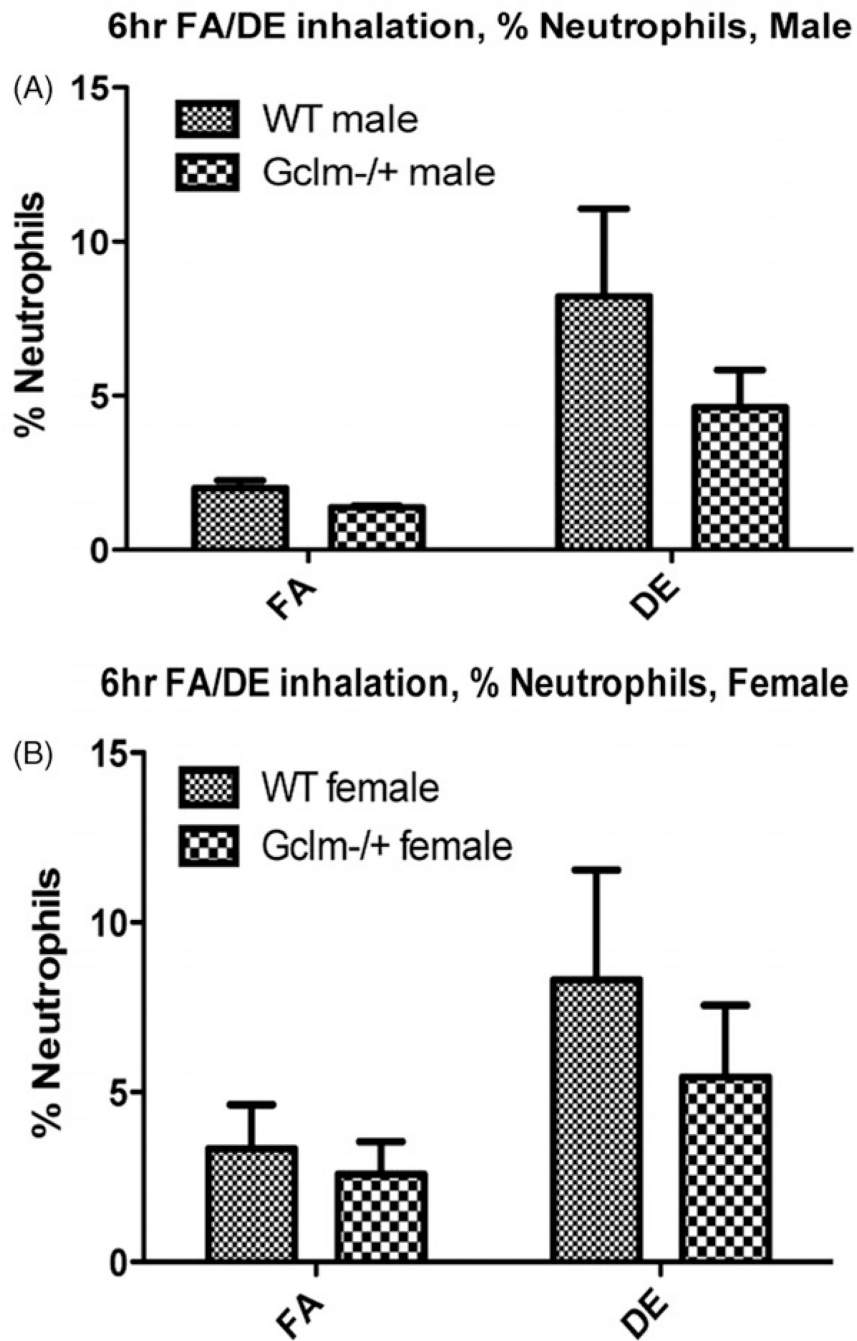 6hr FA/DE inhalation, % Neutrophils, Male
(A)
15
WT male
Gclm-/+ male
10
% Neutrophils
5
0
FA
DE
6hr FA/DE inhalation, % Neutrophils, Female
(B)
15
WT female
Gclm-/+ female
10
% Neutrophils
5
0
FA
DE